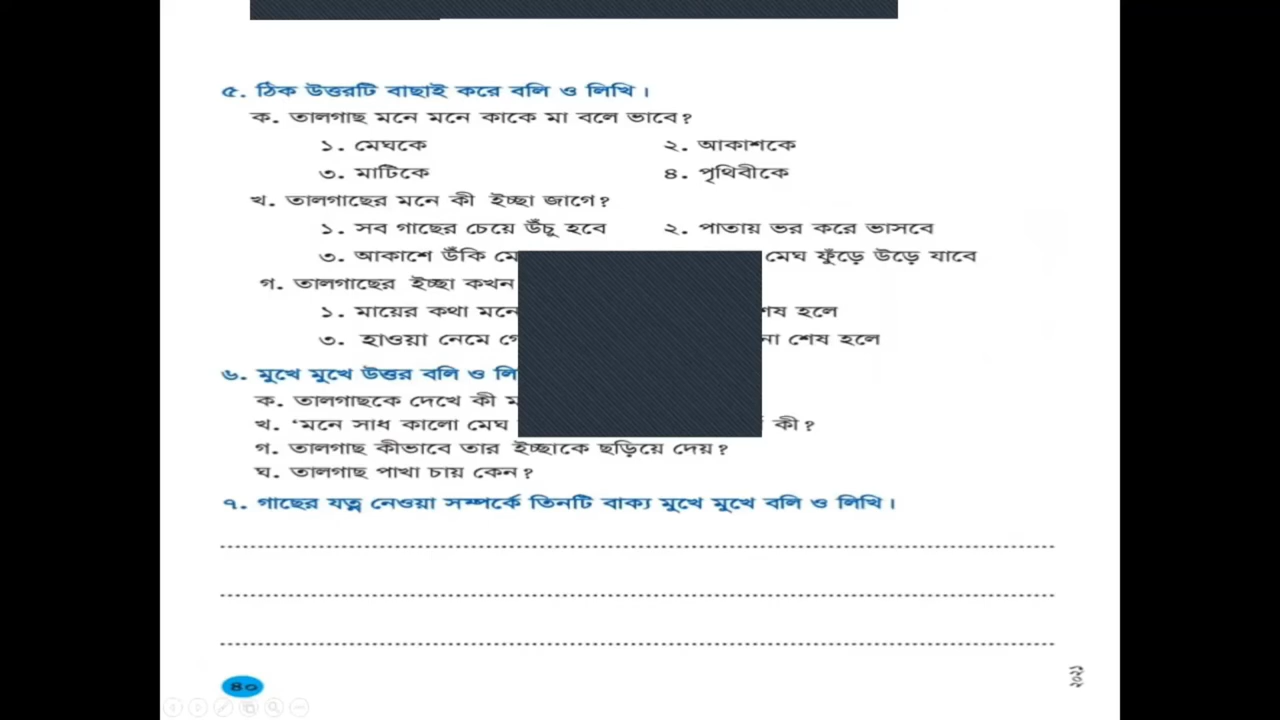 ৫. ঠিক উত্তরটি বাছাই করে বলি ও লিখি।
ক. তালগাছ মনে মনে কাকে মা বলে ভাবে?
১. মেঘকে ২. আকাশকে
৩. মাটিকে ৪. পৃথিবীকে
খ. তালগাছের মনে কী ইচ্ছা জাগে?
১. সব গাছের চেয়ে উঁচু হবে ২. পাতায় ভর করে ভাসবে
৩. আকাশে উঁকি মেঘ ফুঁড়ে উড়ে যাবে
গ. তালগাছের ইচ্ছা কখন
১. মায়ের কথা হলে
৩. হাওয়া নেমে শেষ হলে
৬. মুখে মুখে উত্তর বলি ও
ক. তালগাছকে দেখে কী
খ. ‘মনে সাধ কালো মেঘ কী?
গ. তালগাছ কীভাবে তার ইচ্ছাকে ছড়িয়ে দেয়?
ঘ. তালগাছ পাখা চায় কেন?
৭. গাছের যত্ন নেওয়া সম্পর্কে তিনটি বাক্য মুখে মুখে বলি ও লিখি।
৪০
২০২১